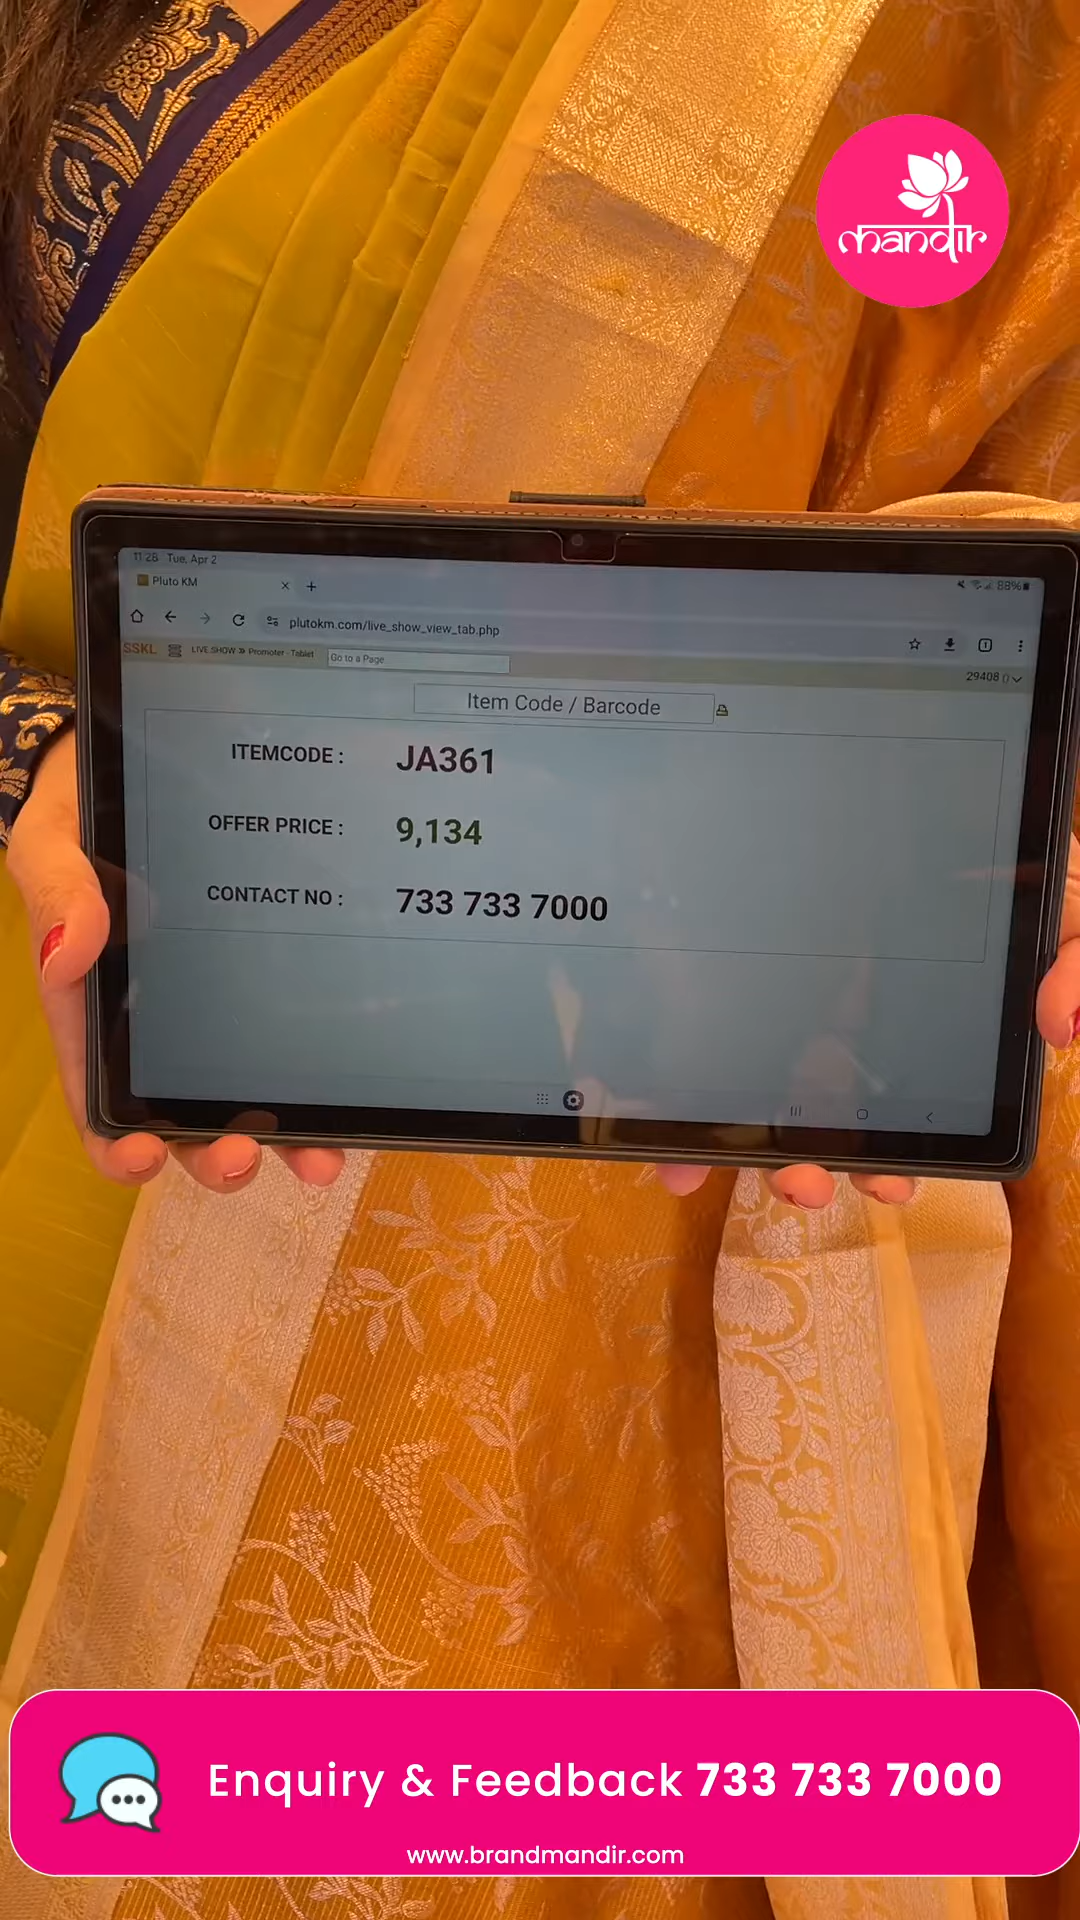 mandir
11:28 Tue, Apr 2
88%
Pluto KM
plutokm.com/live_show_view_tab.php
SSKL
LIVE SHOW » Promoter - Tablet
Go to a Page
29408 ()
Item Code / Barcode
ITEMCODE : JA361
OFFER PRICE : 9,134
CONTACT NO : 733 733 7000
Enquiry & Feedback 733 733 7000
www.brandmandir.com